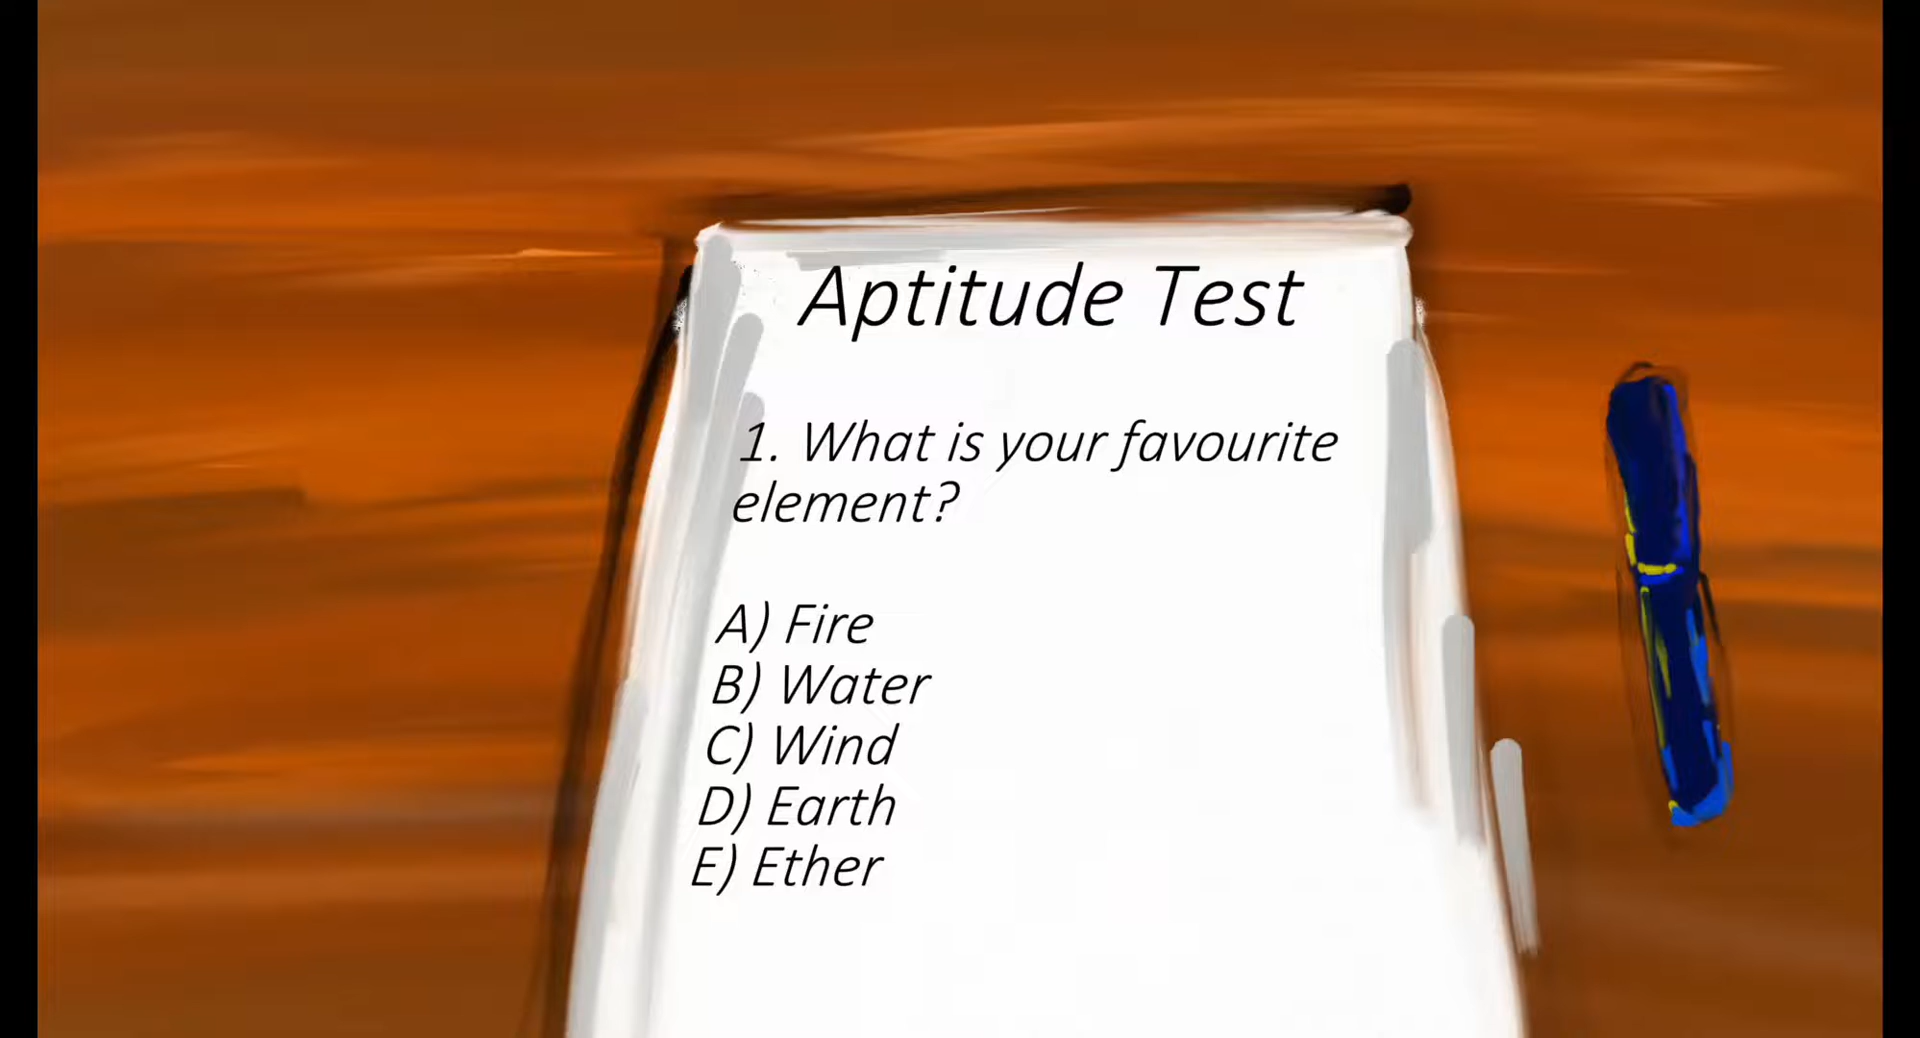 Aptitude Test
1. What is your favourite
element?
A) Fire
B) Water
C) Wind
D) Earth
E) Ether